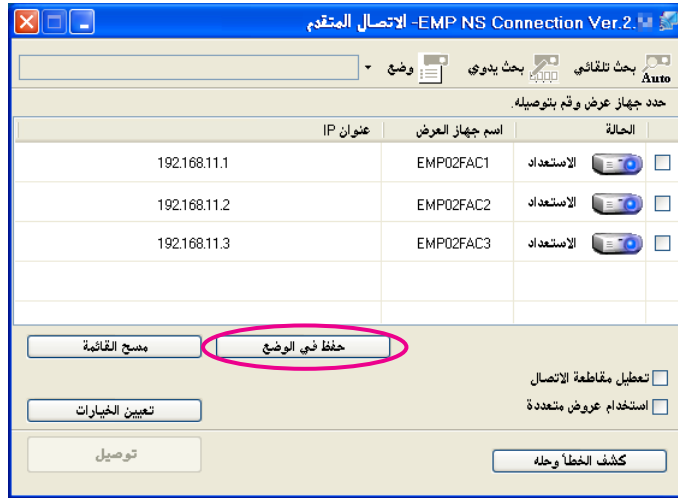 EMP NS Connection Ver.2. -الاتصال المتقدم
بحث تلقائي Auto بحث يدوي وضع
حدد جهاز عرض وقم بتوصيله.
الحالة اسم جهاز العرض عنوان IP
الاستعداد EMP02FAC1 192.168.11.1
الاستعداد EMP02FAC2 192.168.11.2
الاستعداد EMP02FAC3 192.168.11.3
حفظ في الوضع مسح القائمة
تعطيل مقاطعة الاتصال
استخدام عروض متعددة تعيين الخيارات
كشف الخطأ وحله توصيل